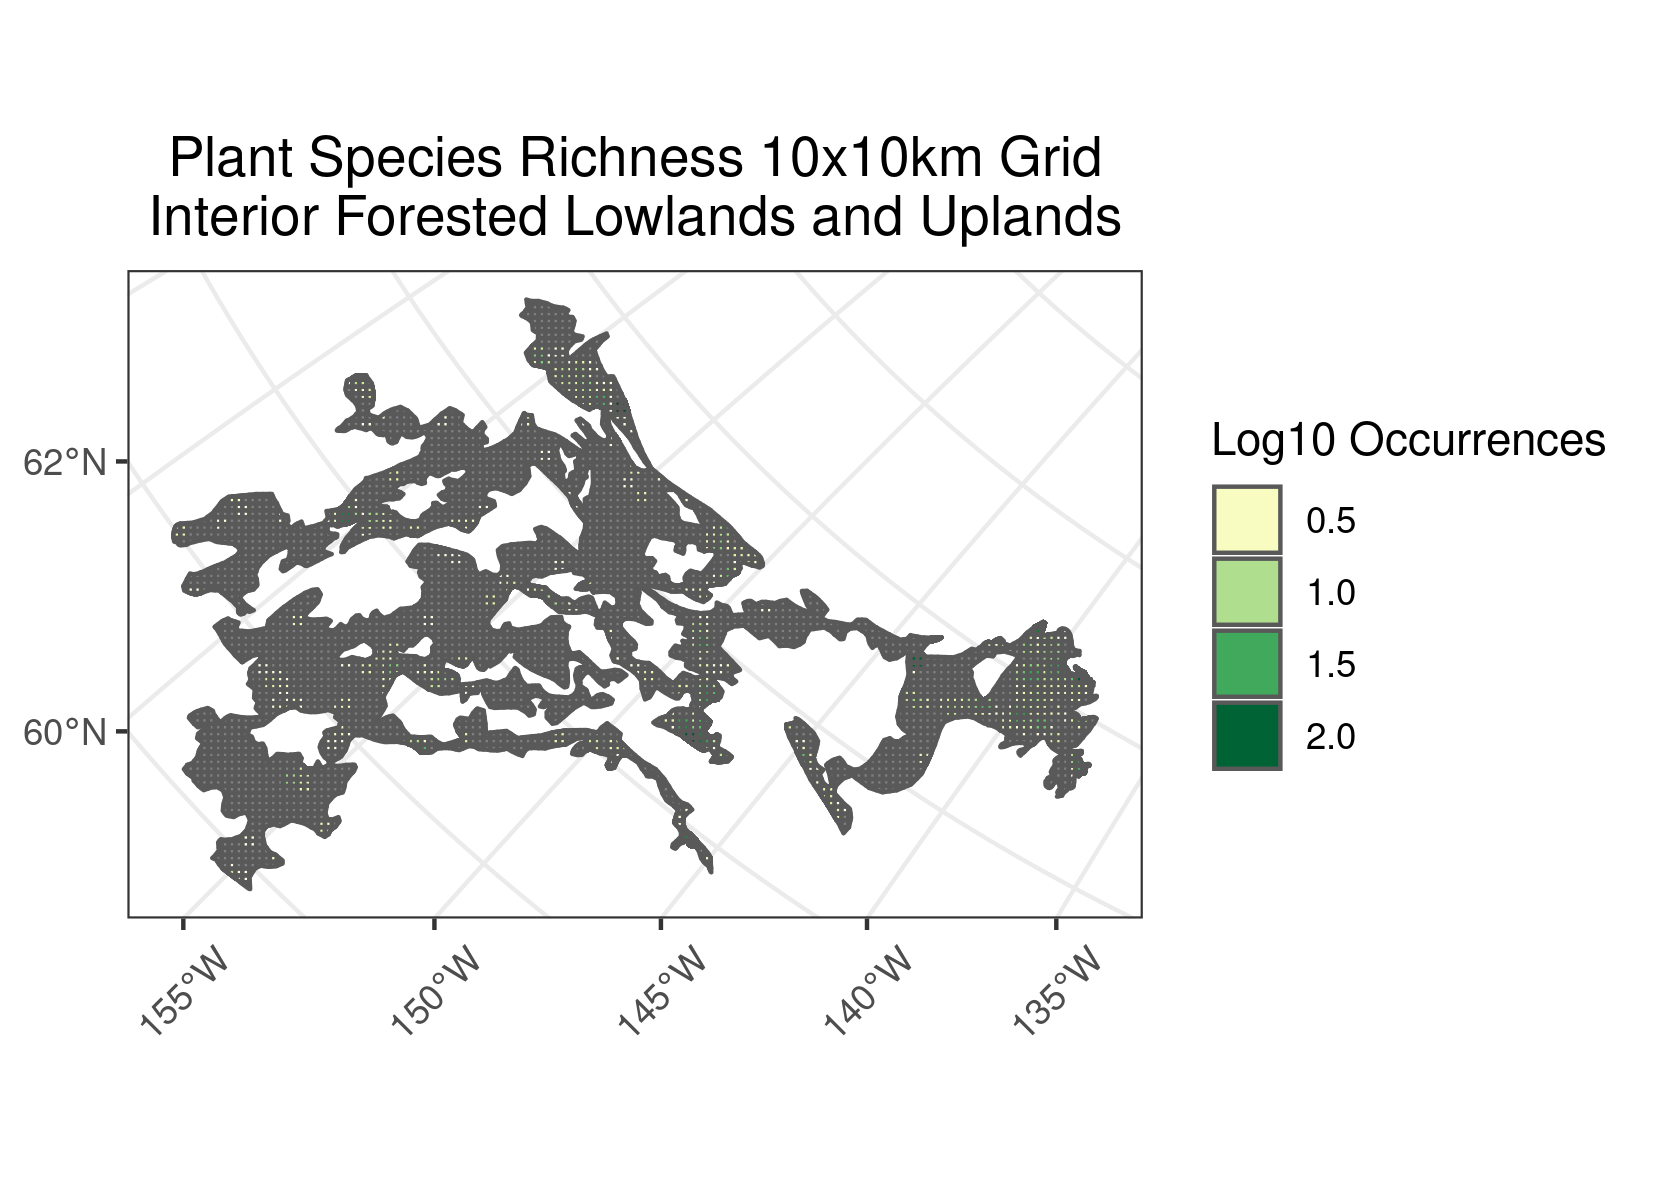 Plant Species Richness 10x10km Grid
Interior Forested Lowlands and Uplands
Log10 Occurrences
0.5
1.0
1.5
2.0
62°N
60°N
155°W
150°W
145°W
140°W
135°W